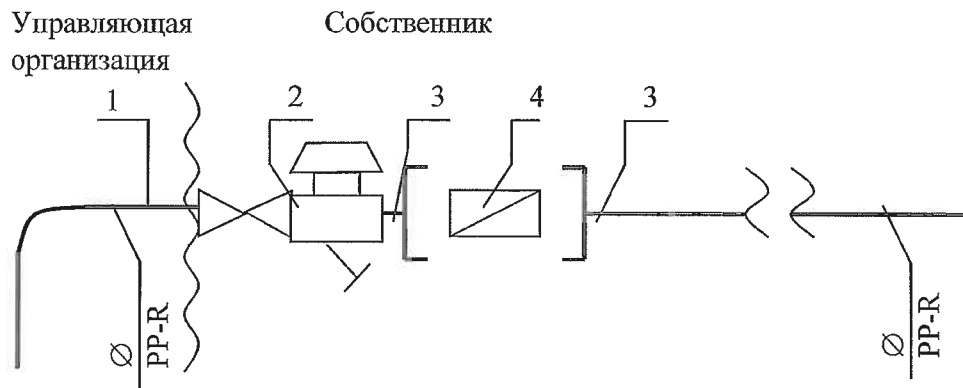 Управляющая
организация
Собственник
1
2
3
4
3
Ø
PP-R
Ø
PP-R